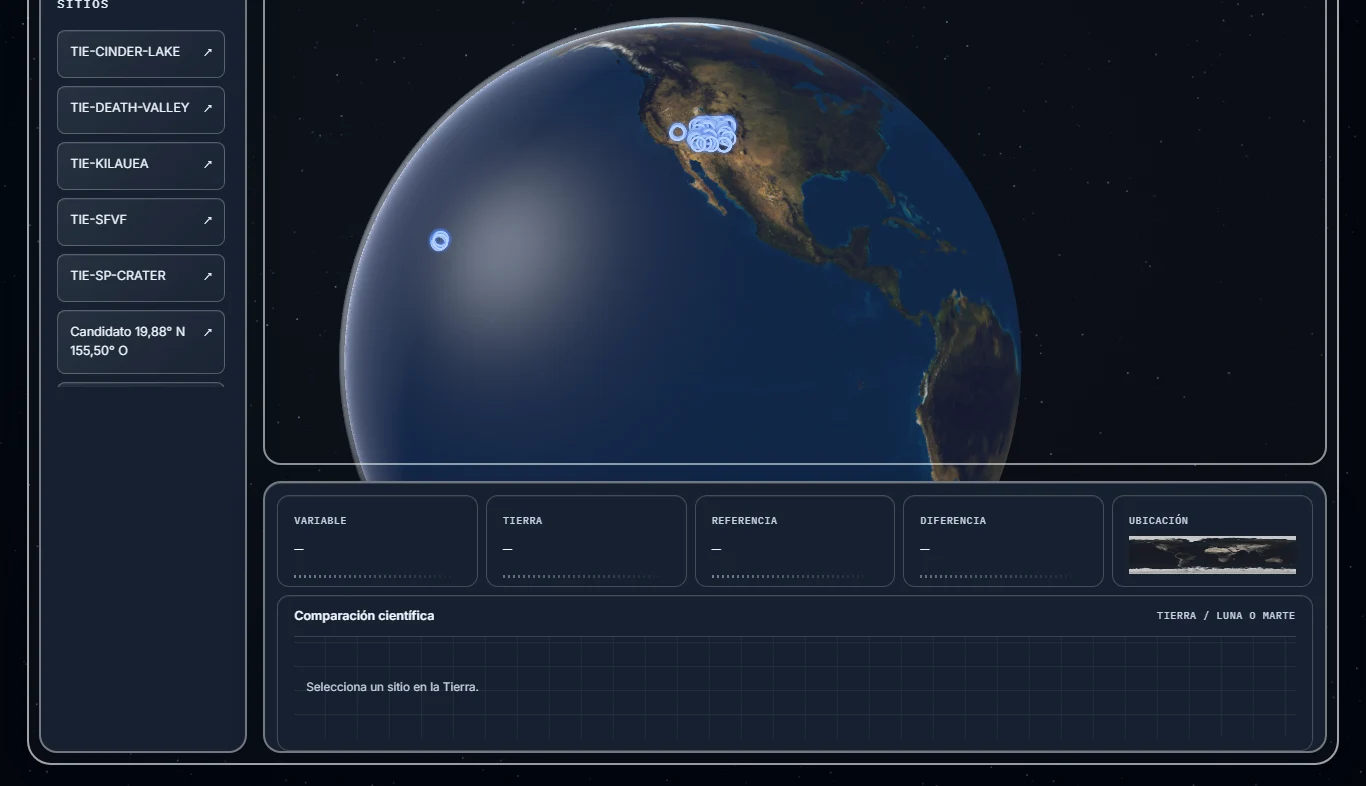 SITIOS
TIE-CINDER-LAKE ↗
TIE-DEATH-VALLEY ↗
TIE-KILAUEA ↗
TIE-SFVF ↗
TIE-SP-CRATER ↗
Candidato 19,88° N ↗
155,50° O
VARIABLE
—
TIERRA
—
REFERENCIA
—
DIFERENCIA
—
UBICACIÓN
Comparación científica
TIERRA / LUNA O MARTE
Selecciona un sitio en la Tierra.